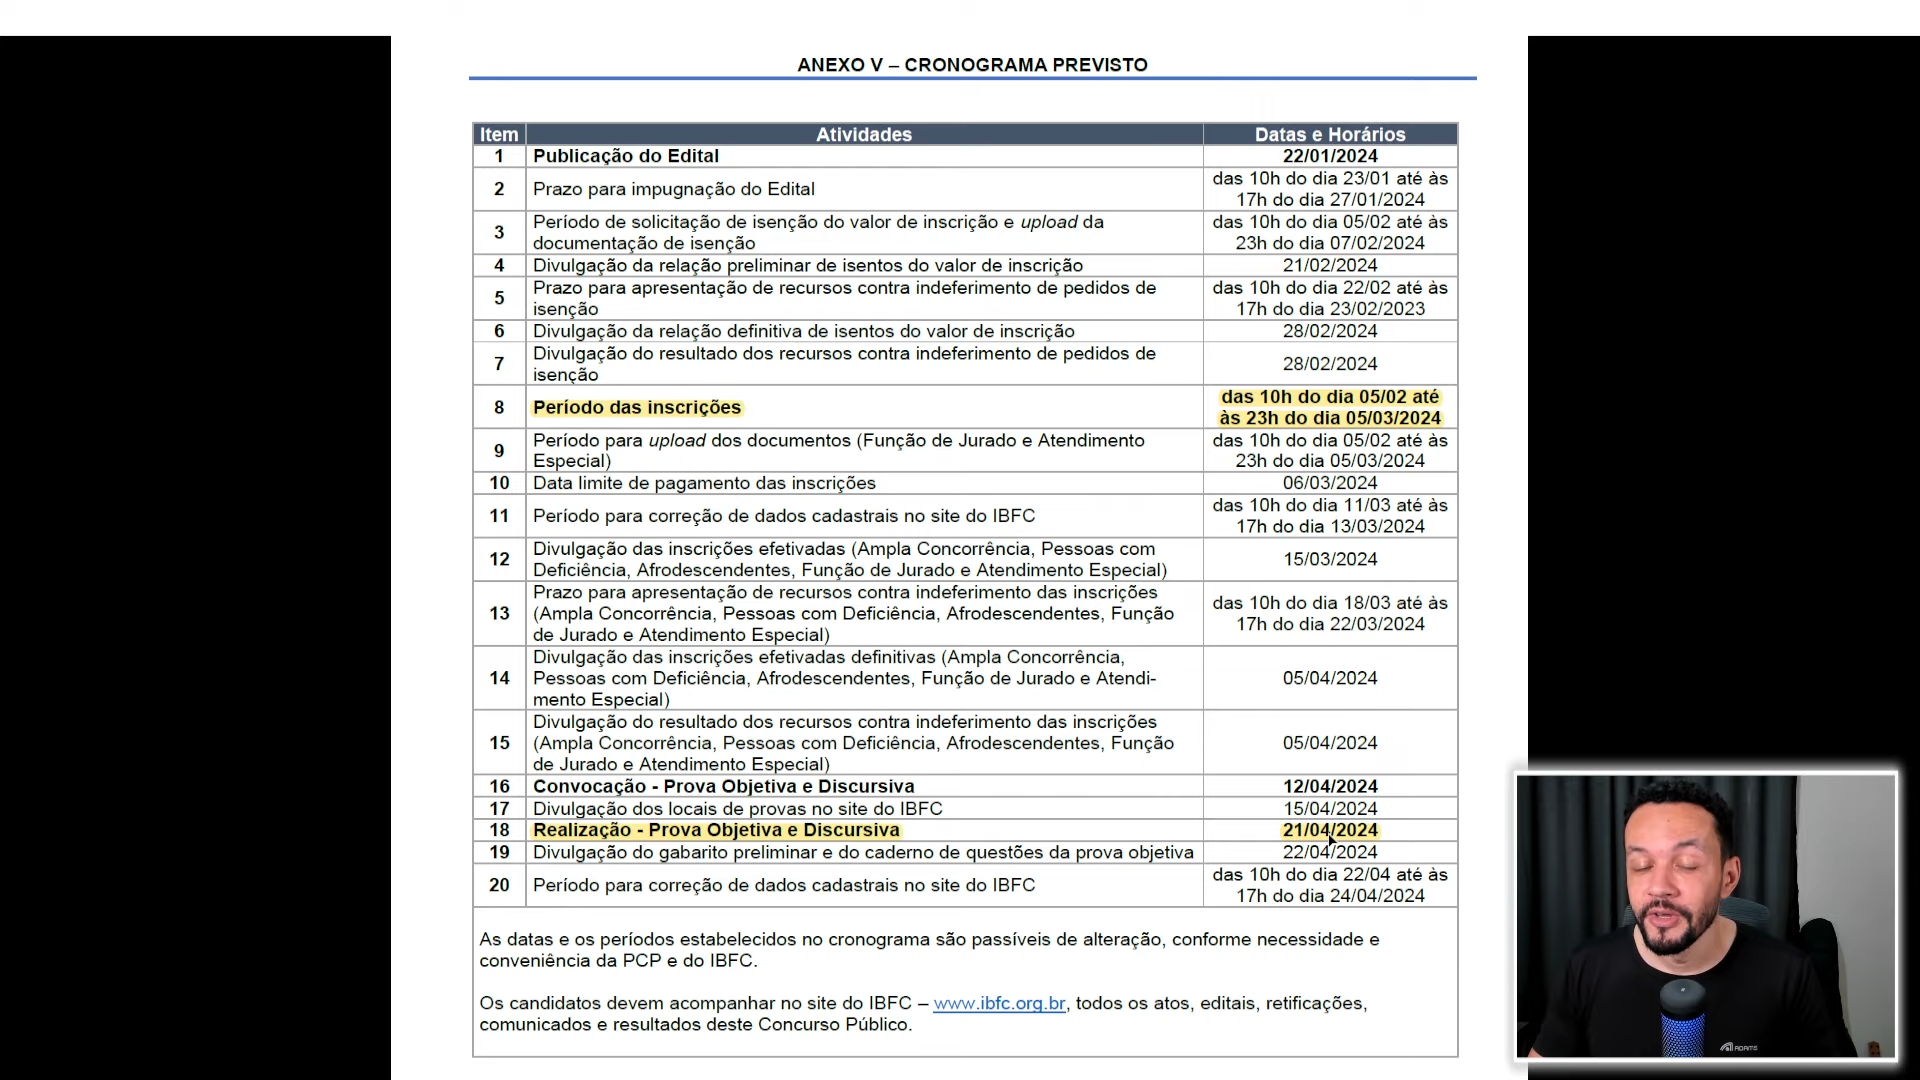 ANEXO V – CRONOGRAMA PREVISTO
Item Atividades Datas e Horários
1 Publicação do Edital 22/01/2024
2 Prazo para impugnação do Edital das 10h do dia 23/01 até às
17h do dia 27/01/2024
3 Período de solicitação de isenção do valor de inscrição e upload da
documentação de isenção
das 10h do dia 05/02 até às
23h do dia 07/02/2024
4 Divulgação da relação preliminar de isentos do valor de inscrição 21/02/2024
5 Prazo para apresentação de recursos contra indeferimento de pedidos de
isenção
das 10h do dia 22/02 até às
17h do dia 23/02/2023
6 Divulgação da relação definitiva de isentos do valor de inscrição 28/02/2024
7 Divulgação do resultado dos recursos contra indeferimento de pedidos de
isenção
28/02/2024
8 Período das inscrições das 10h do dia 05/02 até
às 23h do dia 05/03/2024
9 Período para upload dos documentos (Função de Jurado e Atendimento
Especial)
das 10h do dia 05/02 até às
23h do dia 05/03/2024
10 Data limite de pagamento das inscrições 06/03/2024
11 Período para correção de dados cadastrais no site do IBFC das 10h do dia 11/03 até às
17h do dia 13/03/2024
12 Divulgação das inscrições efetivadas (Ampla Concorrência, Pessoas com
Deficiência, Afrodescendentes, Função de Jurado e Atendimento Especial)
15/03/2024
13 Prazo para apresentação de recursos contra indeferimento das inscrições
(Ampla Concorrência, Pessoas com Deficiência, Afrodescendentes, Função
de Jurado e Atendimento Especial)
das 10h do dia 18/03 até às
17h do dia 22/03/2024
14 Divulgação das inscrições efetivadas definitivas (Ampla Concorrência,
Pessoas com Deficiência, Afrodescendentes, Função de Jurado e Atendi-
mento Especial)
05/04/2024
15 Divulgação do resultado dos recursos contra indeferimento das inscrições
(Ampla Concorrência, Pessoas com Deficiência, Afrodescendentes, Função
de Jurado e Atendimento Especial)
05/04/2024
16 Convocação - Prova Objetiva e Discursiva 12/04/2024
17 Divulgação dos locais de provas no site do IBFC 15/04/2024
18 Realização - Prova Objetiva e Discursiva 21/04/2024
19 Divulgação do gabarito preliminar e do caderno de questões da prova objetiva 22/04/2024
20 Período para correção de dados cadastrais no site do IBFC das 10h do dia 22/04 até às
17h do dia 24/04/2024
As datas e os períodos estabelecidos no cronograma são passíveis de alteração, conforme necessidade e
conveniência da PCP e do IBFC.
Os candidatos devem acompanhar no site do IBFC – www.ibfc.org.br, todos os atos, editais, retificações,
comunicados e resultados deste Concurso Público.